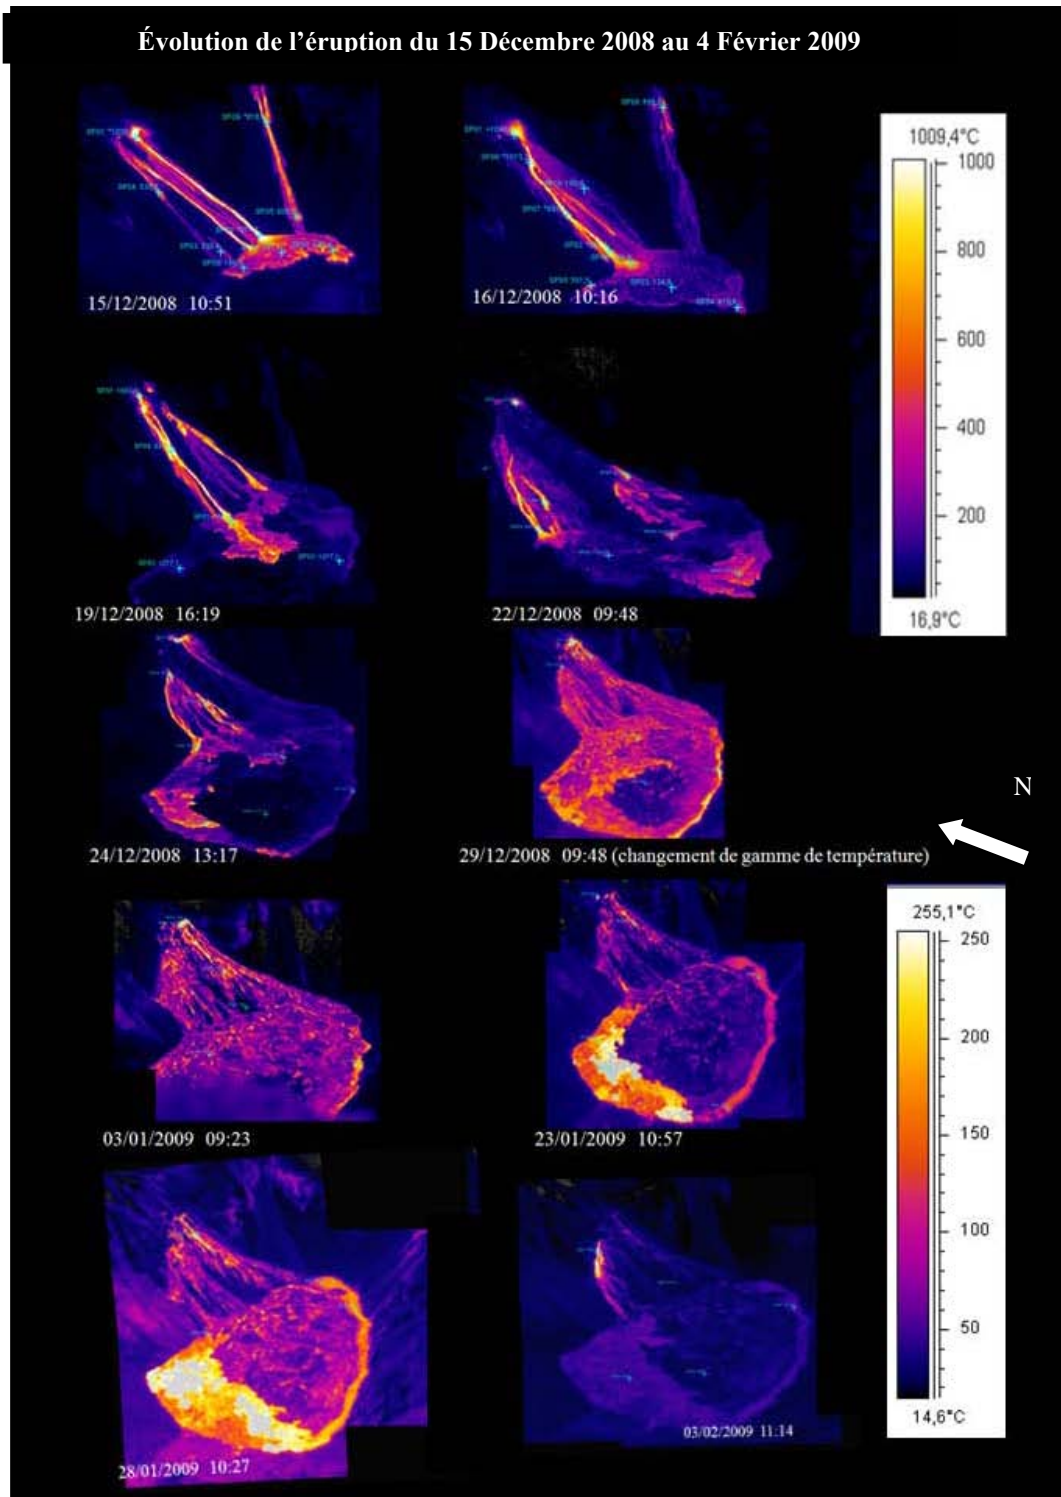 Évolution de l'éruption du 15 Décembre 2008 au 4 Février 2009
1009,4°C
1000
800
600
400
200
16,9°C
15/12/2008 10:51
16/12/2008 10:16
19/12/2008 16:19
22/12/2008 09:48
24/12/2008 13:17
29/12/2008 09:48 (changement de gamme de température)
N
255,1°C
250
200
150
100
50
14,6°C
03/01/2009 09:23
23/01/2009 10:57
28/01/2009 10:27
03/02/2009 11:14